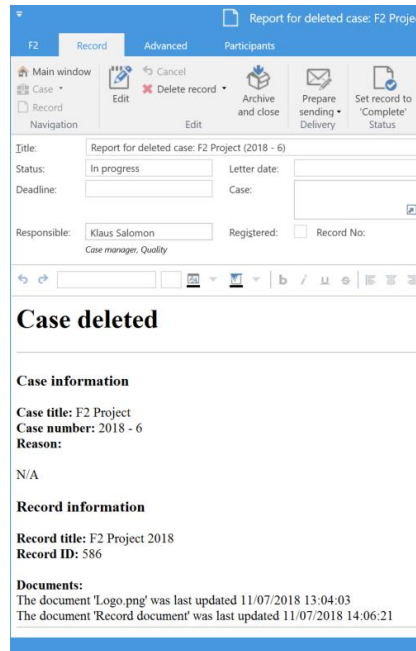 Report for deleted case: F2 Proje
F2 Record Advanced Participants
Main window
Case
Record
Navigation
Edit
Cancel
Delete record
Edit
Archive
and close
Prepare
sending
Delivery
Set record to
'Complete'
Status
Title: Report for deleted case: F2 Project (2018 - 6)
Status: In progress Letter date:
Deadline: Case:
Responsible: Klaus Salomon Registered: Record No:
Case manager, Quality
b i u
Case deleted
Case information
Case title: F2 Project
Case number: 2018 - 6
Reason:
N/A
Record information
Record title: F2 Project 2018
Record ID: 586
Documents:
The document 'Logo.png' was last updated 11/07/2018 13:04:03
The document 'Record document' was last updated 11/07/2018 14:06:21